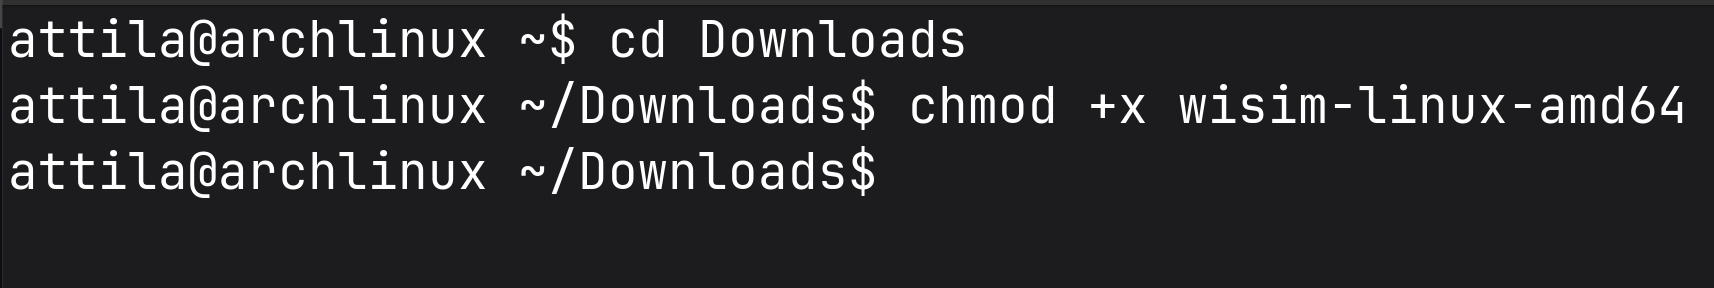 attila@archlinux ~$ cd Downloads
attila@archlinux ~/Downloads$ chmod +x wisim-linux-amd64
attila@archlinux ~/Downloads$